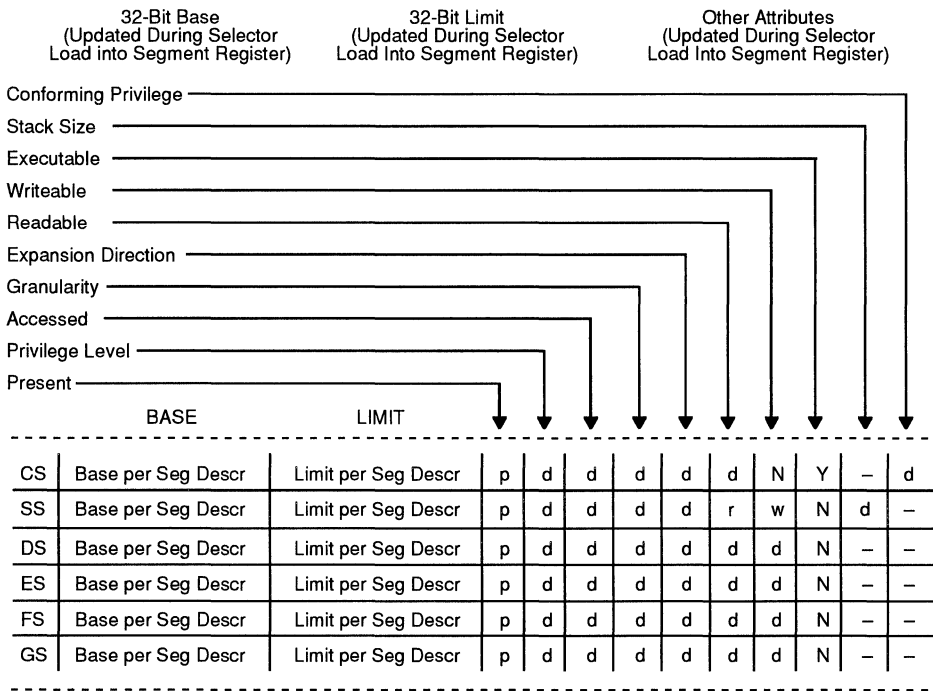 32-Bit Base
(Updated During Selector
Load into Segment Register)
32-Bit Limit
(Updated During Selector
Load Into Segment Register)
Other Attributes
(Updated During Selector
Load Into Segment Register)
Conforming Privilege
Stack Size
Executable
Writeable
Readable
Expansion Direction
Granularity
Accessed
Privilege Level
Present
BASE LIMIT
CS Base per Seg Descr Limit per Seg Descr p d d d d d N Y – d
SS Base per Seg Descr Limit per Seg Descr p d d d d r w N d –
DS Base per Seg Descr Limit per Seg Descr p d d d d d d N – –
ES Base per Seg Descr Limit per Seg Descr p d d d d d d N – –
FS Base per Seg Descr Limit per Seg Descr p d d d d d d N – –
GS Base per Seg Descr Limit per Seg Descr p d d d d d d N – –